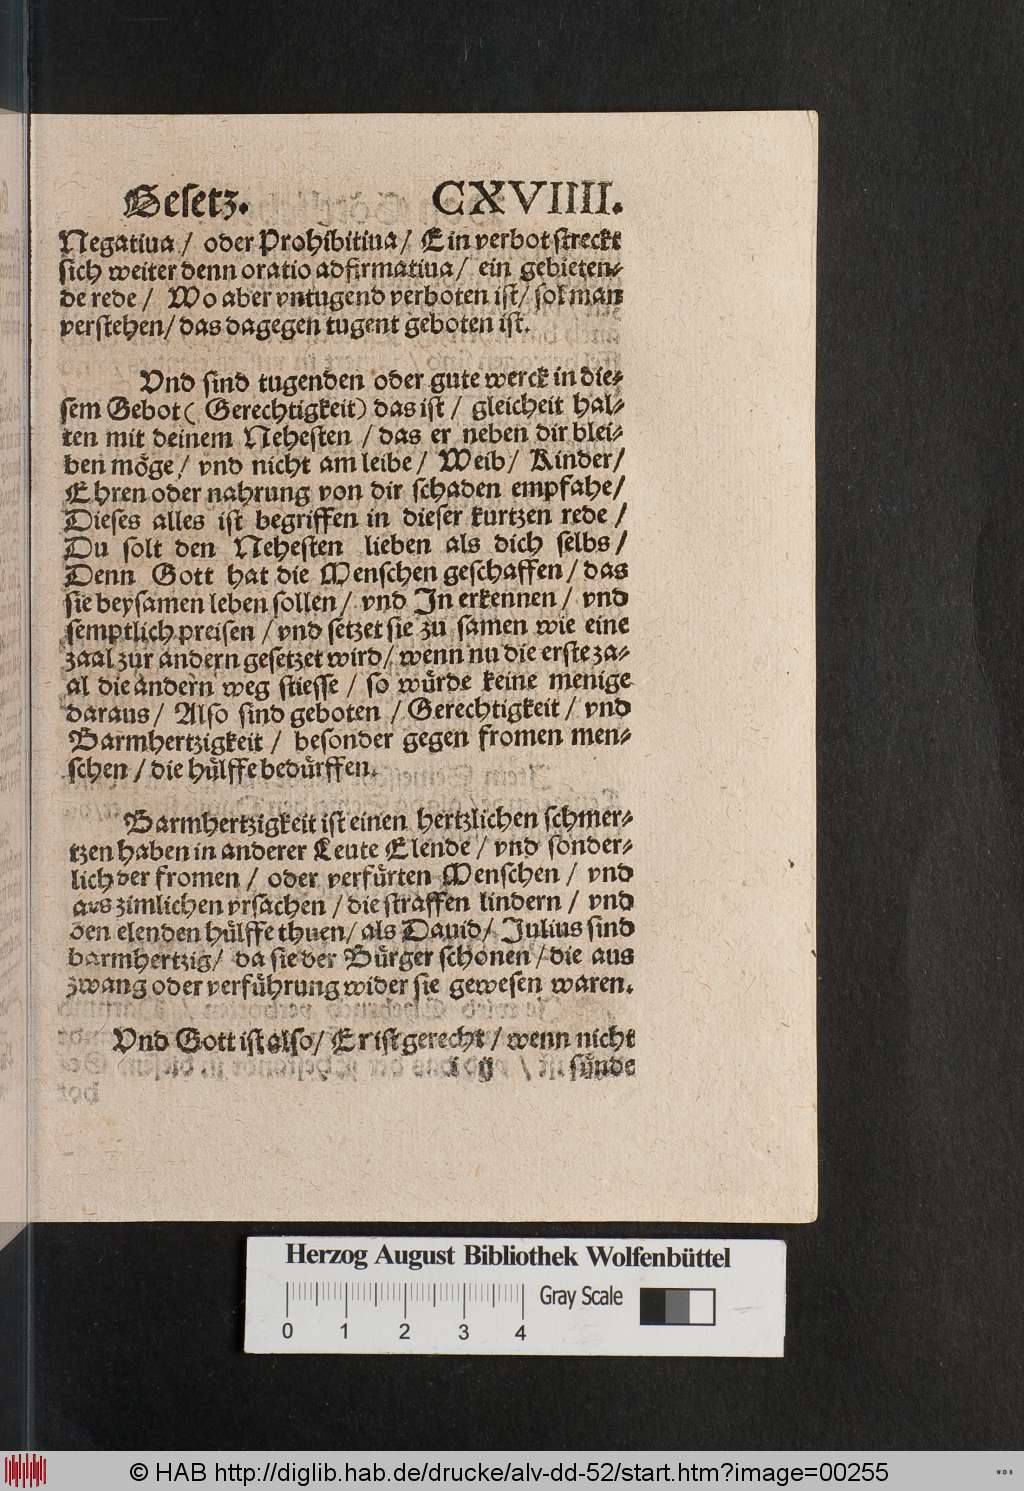 Gesetz. CXVIIII.
Negatiua / oder Prohibitiua / Ein verbot streckt
sich weiter denn oratio adfirmatiua / ein gebieten-
de rede / Wo aber vntugend verboten ist / sol man
verstehen / das dagegen tugent geboten ist.
Vnd sind tugenden oder gute werck in die-
sem Gebot ( Gerechtigkeit ) das ist / gleicheit hal-
ten mit deinem Nehesten / das er neben dir blei-
ben möge / vnd nicht am leibe / Weib / Kinder /
Ehren oder nahrung von dir schaden empfahe /
Dieses alles ist begriffen in dieser kurtzen rede /
Du solt den Nehesten lieben als dich selbs /
Denn Gott hat die Menschen geschaffen / das
sie beysamen leben sollen / vnd In erkennen / vnd
semptlich preisen / vnd setzet sie zu samen wie eine
zaal zur andern gesetzet wird / wenn nu die erste za-
al die andern weg stiesse / so würde keine menige
daraus / Also sind geboten / Gerechtigkeit / vnd
Barmhertzigkeit / besonder gegen fromen men-
schen / die hülffe bedürffen.
Barmhertzigkeit ist einen hertzlichen schmer-
tzen haben in anderer Leute Elende / vnd sonder-
lich der fromen / oder verfürten Menschen / vnd
aus zimlichen vrsachen / die straffen lindern / vnd
den elenden hülffe thuen / als Dauid / Julius sind
barmhertzig / da sie der Bürger schonen / die aus
zwang oder verführung wider sie gewesen waren.
Vnd Gott ist also / Er ist gerecht / wenn nicht
i ij sünde
Herzog August Bibliothek Wolfenbüttel
Gray Scale
0 1 2 3 4
© HAB http://diglib.hab.de/drucke/alv-dd-52/start.htm?image=00255